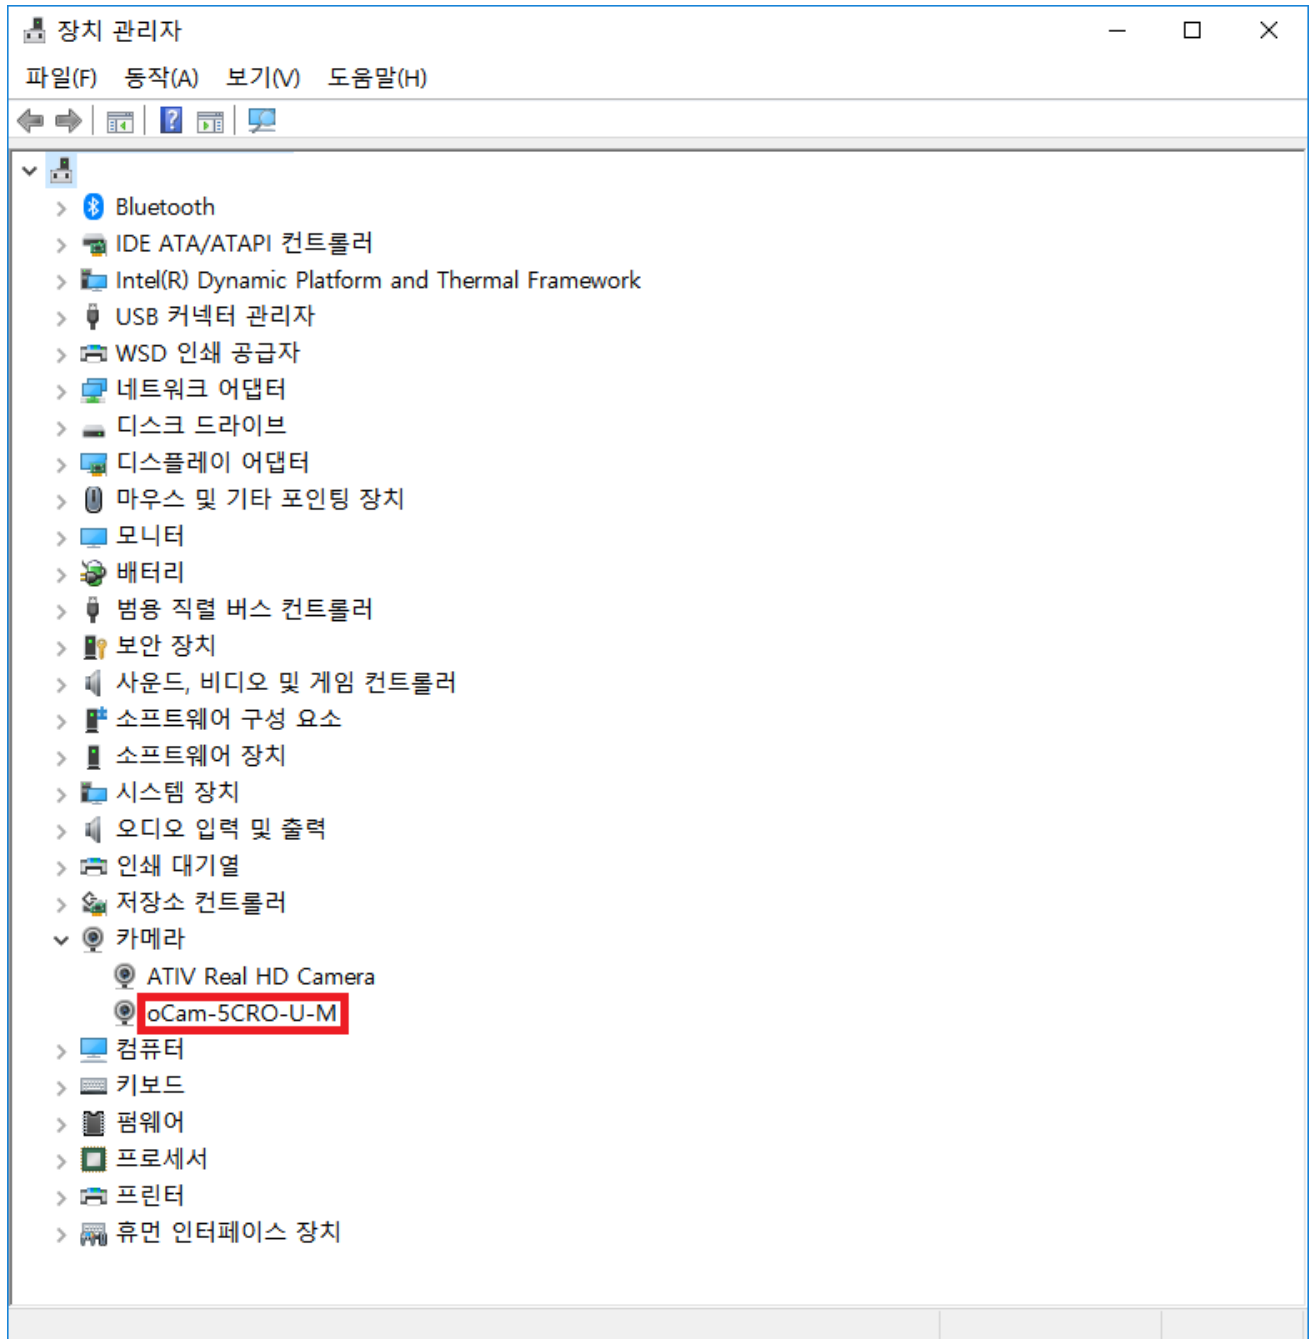 장치 관리자
파일(F) 동작(A) 보기(V) 도움말(H)
Bluetooth
IDE ATA/ATAPI 컨트롤러
Intel(R) Dynamic Platform and Thermal Framework
USB 커넥터 관리자
WSD 인쇄 공급자
네트워크 어댑터
디스크 드라이브
디스플레이 어댑터
마우스 및 기타 포인팅 장치
모니터
배터리
범용 직렬 버스 컨트롤러
보안 장치
사운드, 비디오 및 게임 컨트롤러
소프트웨어 구성 요소
소프트웨어 장치
시스템 장치
오디오 입력 및 출력
인쇄 대기열
저장소 컨트롤러
카메라
ATIV Real HD Camera
oCam-5CRO-U-M
컴퓨터
키보드
펌웨어
프로세서
프린터
휴먼 인터페이스 장치